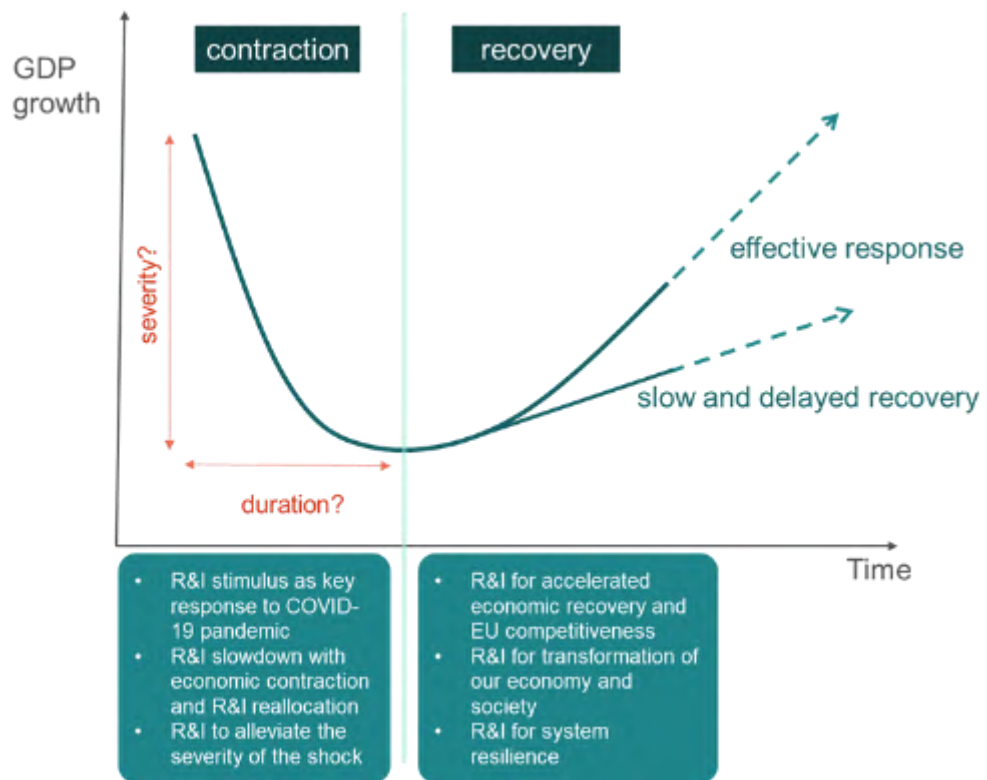 contraction
recovery
GDP
growth
severity?
effective response
slow and delayed recovery
duration?
Time
• R&I stimulus as key
response to COVID-
19 pandemic
• R&I slowdown with
economic contraction
and R&I reallocation
• R&I to alleviate the
severity of the shock
• R&I for accelerated
economic recovery and
EU competitiveness
• R&I for transformation of
our economy and
society
• R&I for system
resilience